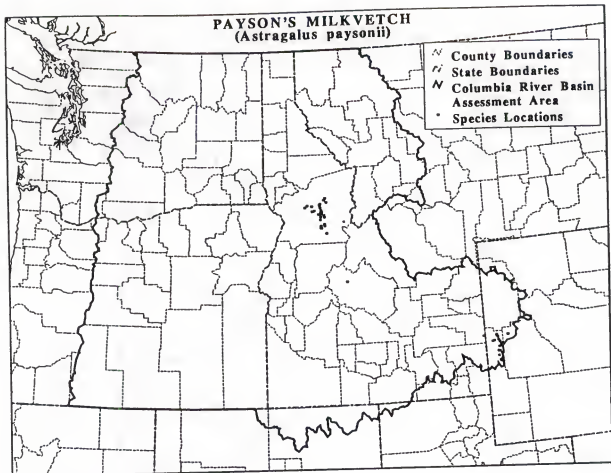 PAYSON'S MILKVETCH
(Astragalus paysonii)
County Boundaries
State Boundaries
Columbia River Basin
Assessment Area
Species Locations